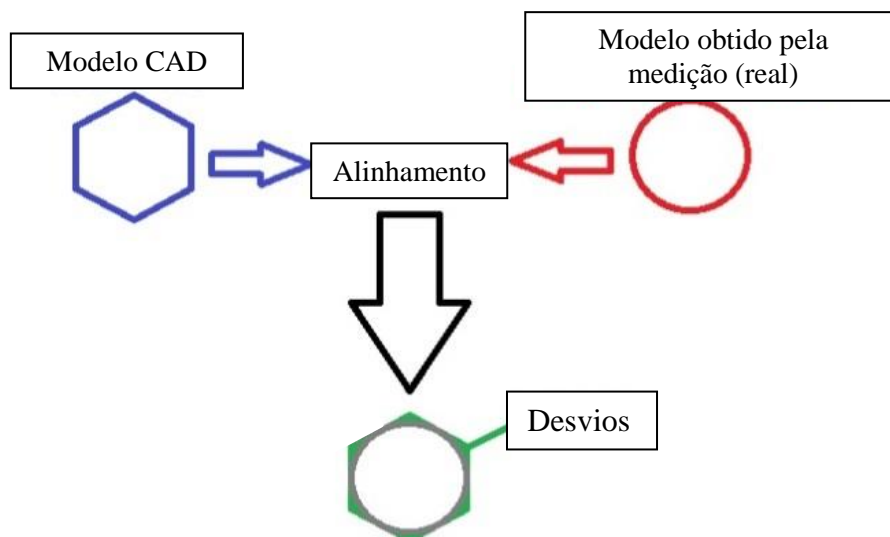 Modelo CAD
Modelo obtido pela
medição (real)
Alinhamento
Desvios